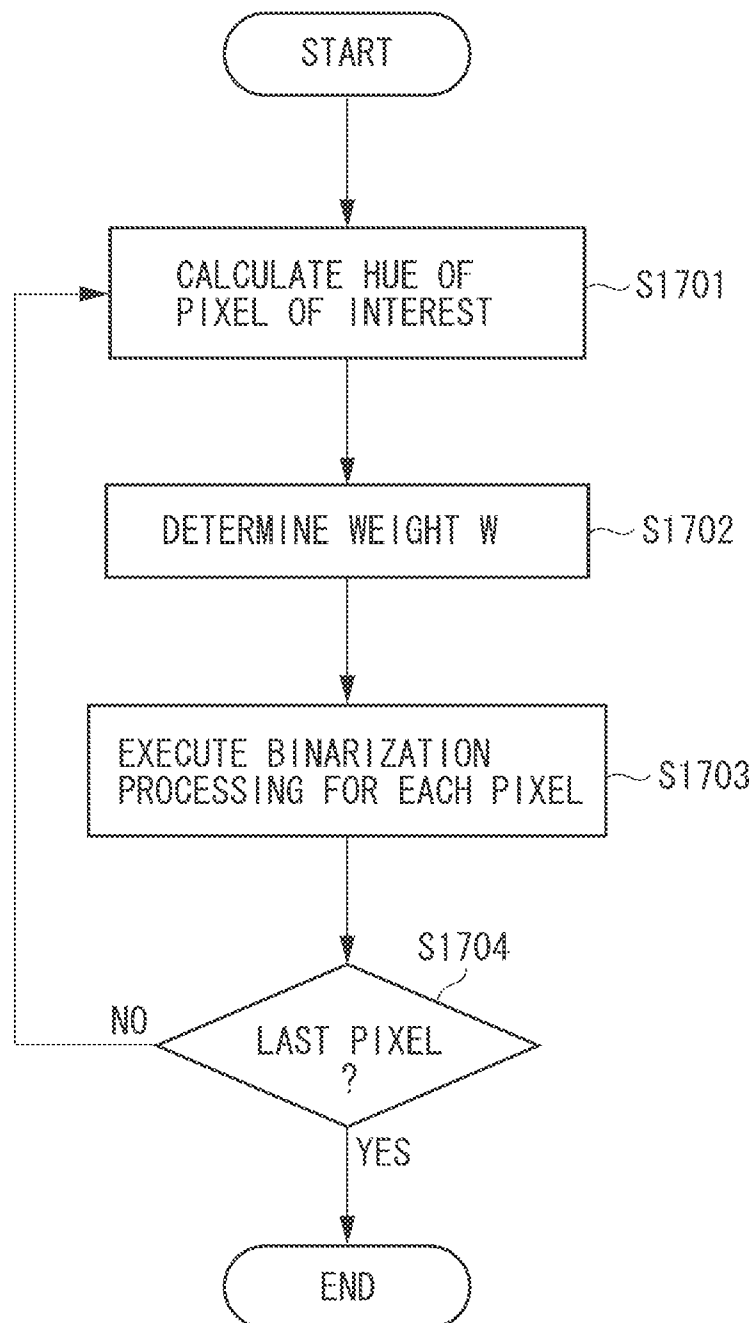 START
CALCULATE HUE OF
PIXEL OF INTEREST
S1701
DETERMINE WEIGHT W
S1702
EXECUTE BINARIZATION
PROCESSING FOR EACH PIXEL
S1703
S1704
NO
LAST PIXEL
?
YES
END